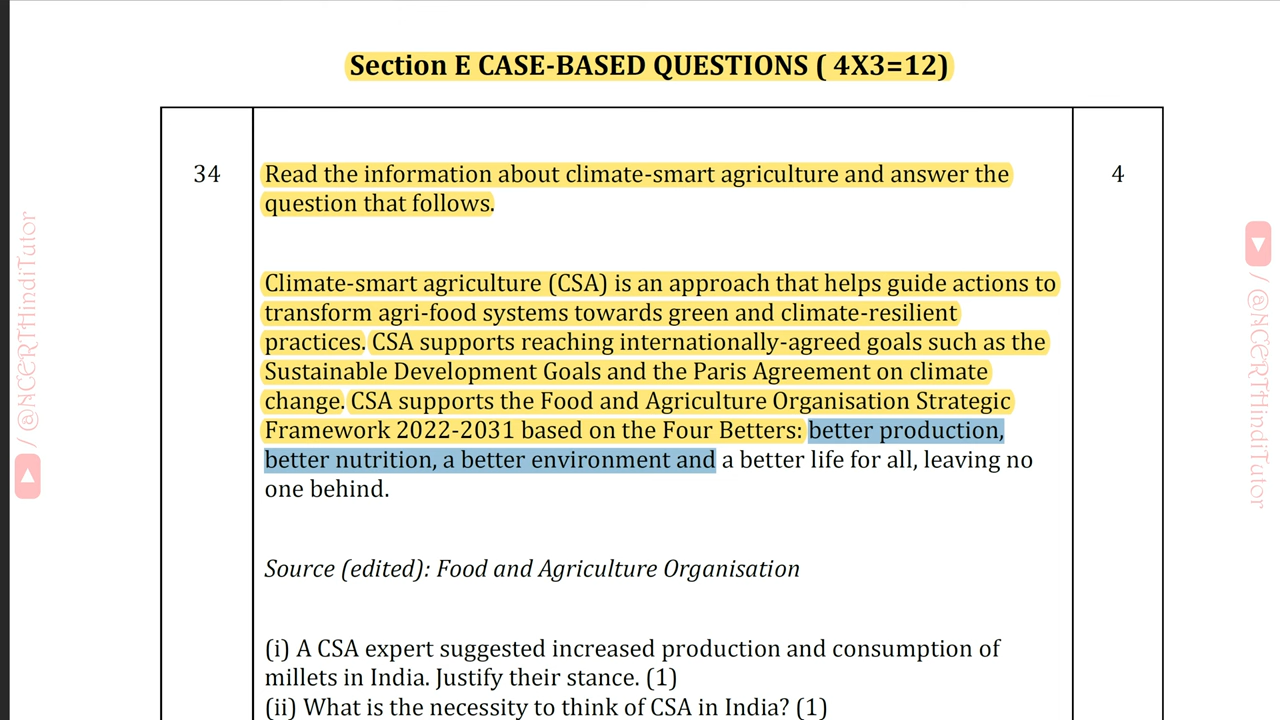 Section E CASE-BASED QUESTIONS ( 4X3=12)
34
Read the information about climate-smart agriculture and answer the
4
question that follows.
Climate-smart agriculture (CSA) is an approach that helps guide actions to
transform agri-food systems towards green and climate-resilient
practices. CSA supports reaching internationally-agreed goals such as the
Sustainable Development Goals and the Paris Agreement on climate
change. CSA supports the Food and Agriculture Organisation Strategic
Framework 2022-2031 based on the Four Betters: better production,
better nutrition, a better environment and a better life for all, leaving no
one behind.
Source (edited): Food and Agriculture Organisation
(i) A CSA expert suggested increased production and consumption of
millets in India. Justify their stance. (1)
(ii) What is the necessity to think of CSA in India? (1)
/ @NCERTHindiTutor
/ @NCERTHindiTutor